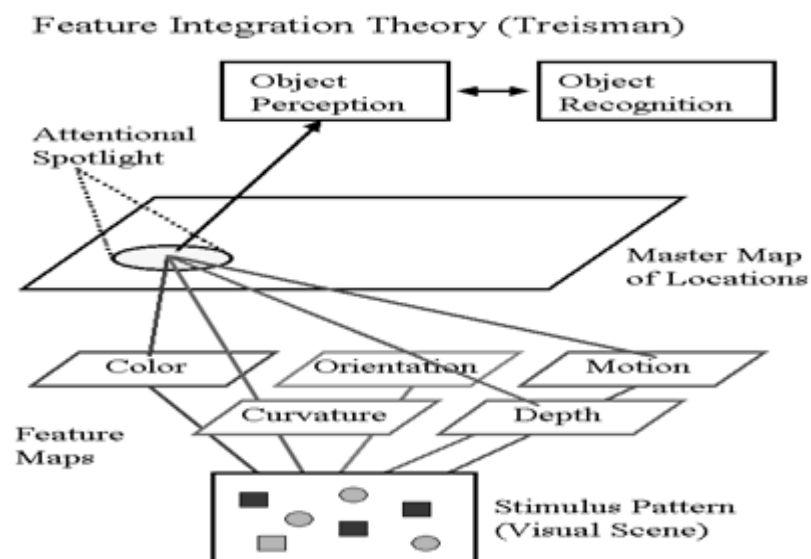 Feature Integration Theory (Treisman)
Object
Perception
Object
Recognition
Attentional
Spotlight
Master Map
of Locations
Color
Orientation
Motion
Curvature
Depth
Feature
Maps
Stimulus Pattern
(Visual Scene)